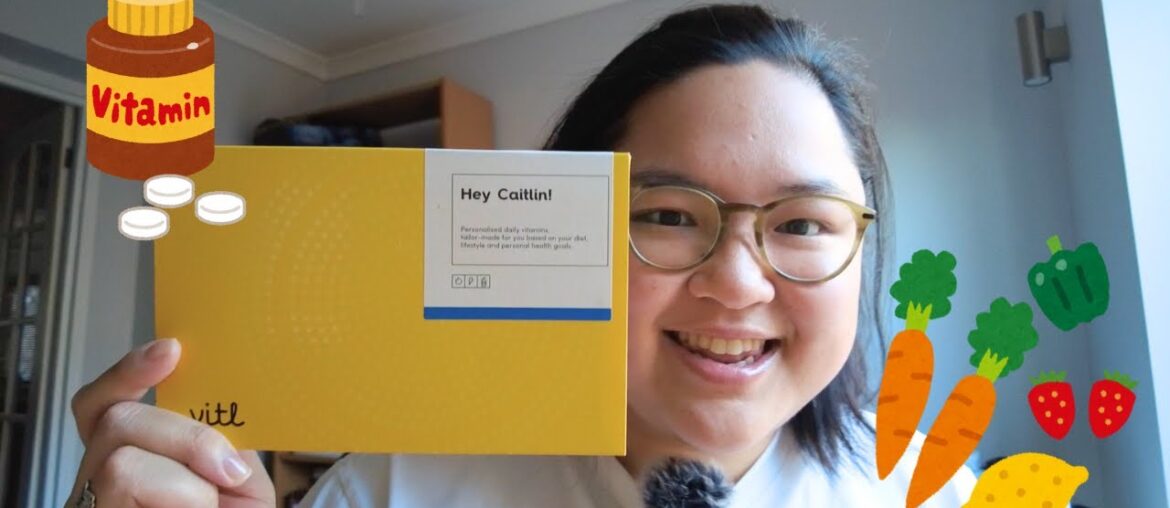 Vitamin
Hey Caitlin!
Personalised daily vitamins,
tailor-made for you based on your diet,
lifestyle and personal health goals.
vitl